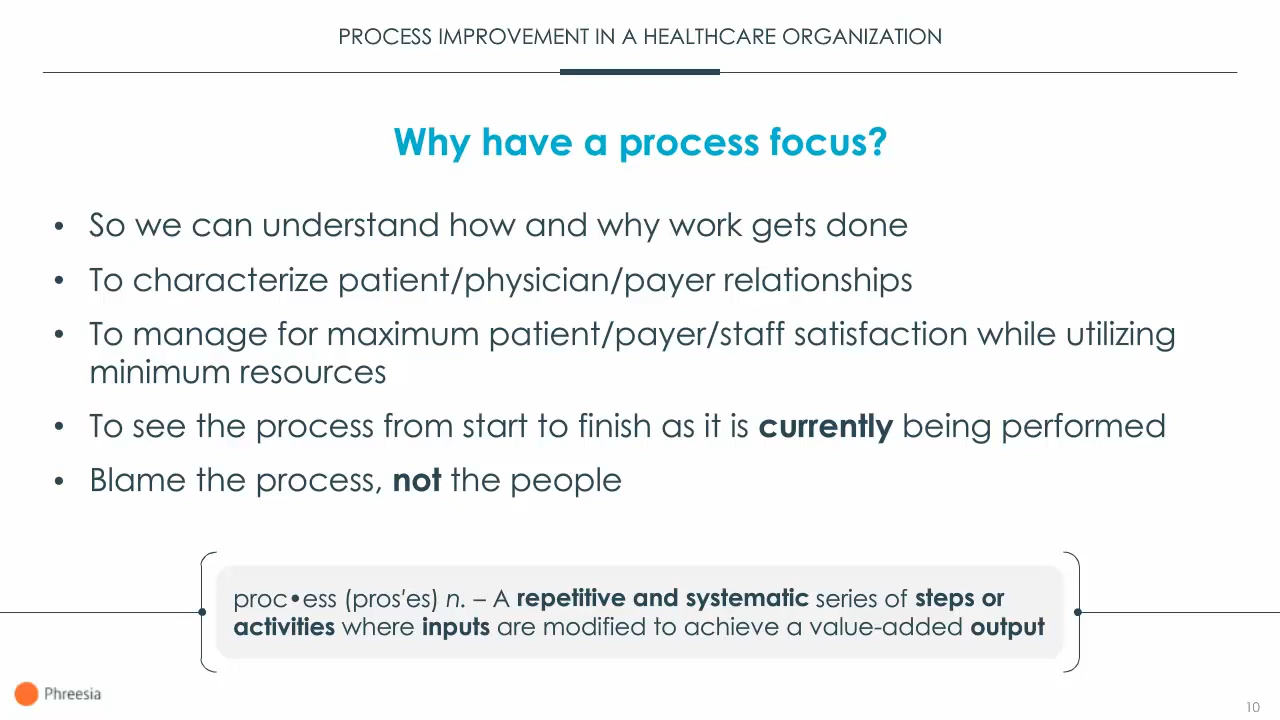 PROCESS IMPROVEMENT IN A HEALTHCARE ORGANIZATION
Why have a process focus?
• So we can understand how and why work gets done
• To characterize patient/physician/payer relationships
• To manage for maximum patient/payer/staff satisfaction while utilizing
minimum resources
• To see the process from start to finish as it is currently being performed
• Blame the process, not the people
proc•ess (pros'es) n. – A repetitive and systematic series of steps or
activities where inputs are modified to achieve a value-added output
Phreesia
10